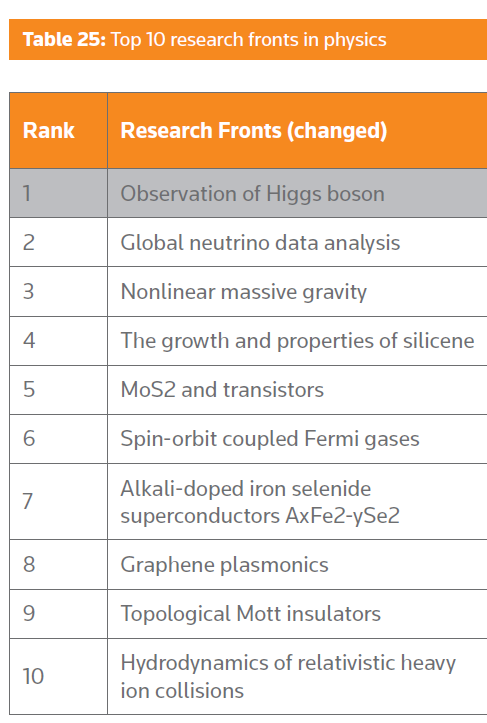 Table 25: Top 10 research fronts in physics
Rank Research Fronts (changed)
1 Observation of Higgs boson
2 Global neutrino data analysis
3 Nonlinear massive gravity
4 The growth and properties of silicene
5 MoS2 and transistors
6 Spin-orbit coupled Fermi gases
7 Alkali-doped iron selenide
superconductors AxFe2-ySe2
8 Graphene plasmonics
9 Topological Mott insulators
10 Hydrodynamics of relativistic heavy
ion collisions